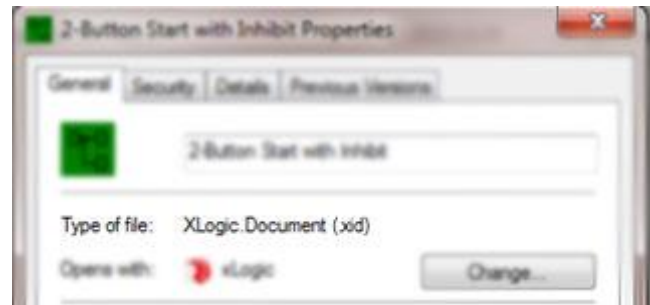 2-Button Start with Inhibit Properties
General Security Details Previous Versions
2-Button Start with Inhibit
Type of file: XLogic.Document (.xid)
Opens with: xLogic Change...